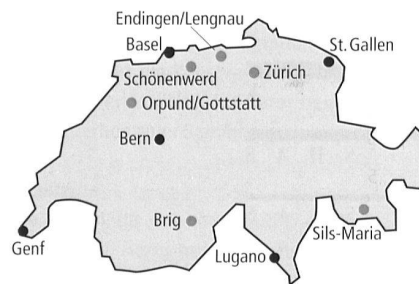 Endingen/Lengnau
Basel
St. Gallen
Schönenwerd
Zürich
Orpund/Gottstatt
Bern
Brig
Sils-Maria
Genf
Lugano